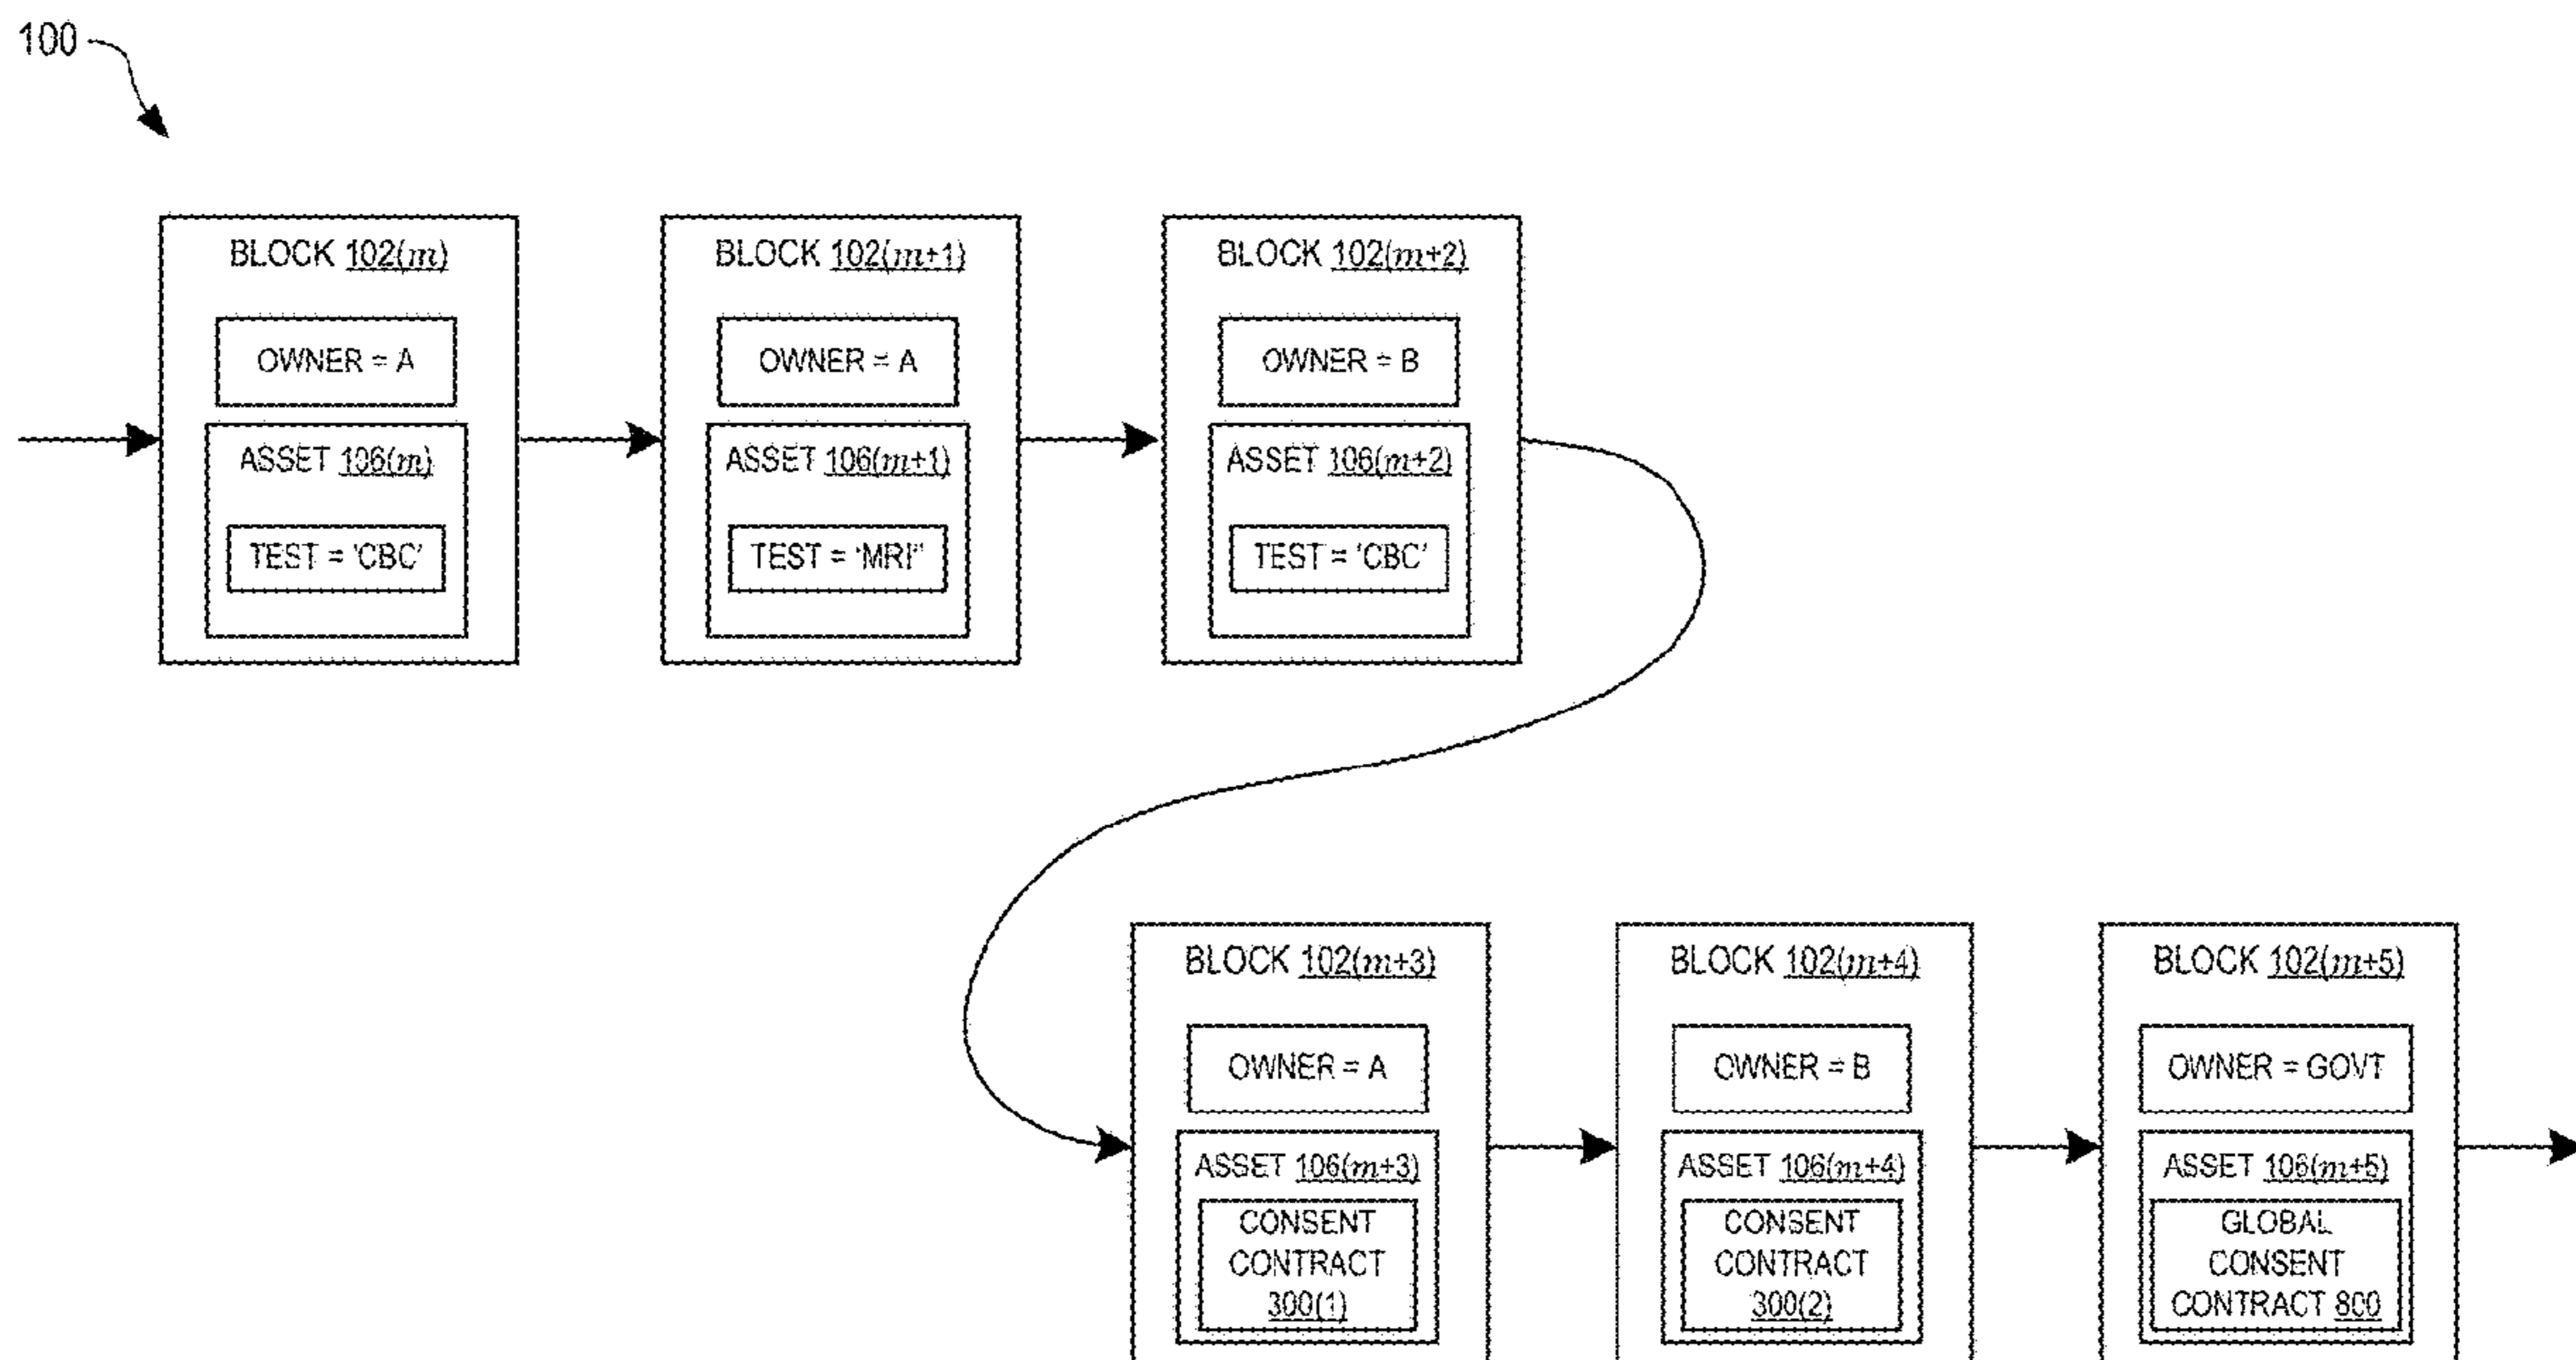 100
BLOCK 102(m)
OWNER = A
ASSET 106(m)
TEST = 'CBC'
BLOCK 102(m+1)
OWNER = A
ASSET 106(m+1)
TEST = 'MRI''
BLOCK 102(m+2)
OWNER = B
ASSET 106(m+2)
TEST = 'CBC'
BLOCK 102(m+3)
OWNER = A
ASSET 106(m+3)
CONSENT
CONTRACT
300(1)
BLOCK 102(m+4)
OWNER = B
ASSET 106(m+4)
CONSENT
CONTRACT
300(2)
BLOCK 102(m+5)
OWNER = GOVT
ASSET 106(m+5)
GLOBAL
CONSENT
CONTRACT 800